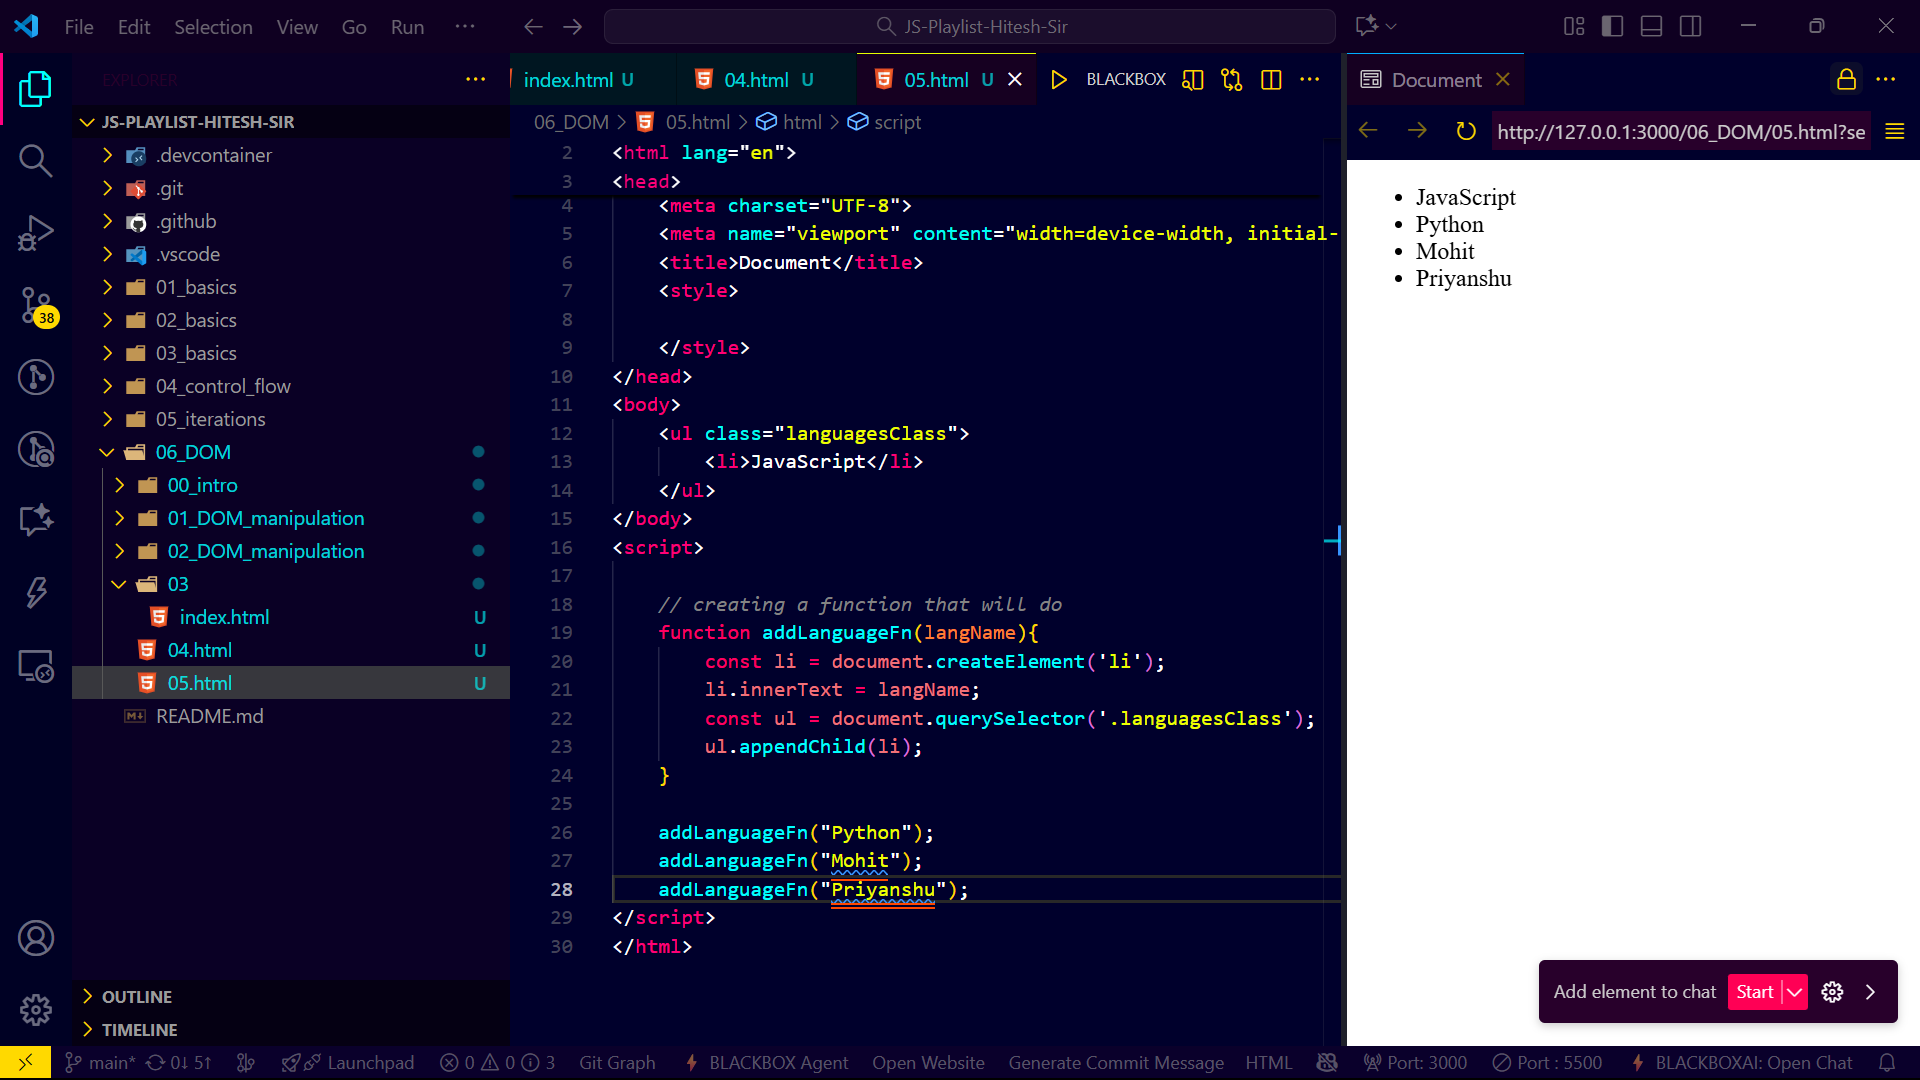 File Edit Selection View Go Run ··· JS-Playlist-Hitesh-Sir
EXPLORER ···
JS-PLAYLIST-HITESH-SIR
.devcontainer
.git
.github
.vscode
01_basics
02_basics
03_basics
04_control_flow
05_iterations
06_DOM
00_intro
01_DOM_manipulation
02_DOM_manipulation
03
index.html U
04.html U
05.html U
README.md
38
OUTLINE
TIMELINE
index.html U 04.html U 05.html U BLACKBOX ···
06_DOM > 05.html > html > script
2 <html lang="en">
3 <head>
4 <meta charset="UTF-8">
5 <meta name="viewport" content="width=device-width, initial-
6 <title>Document</title>
7 <style>
8
9 </style>
10 </head>
11 <body>
12 <ul class="languagesClass">
13 <li>JavaScript</li>
14 </ul>
15 </body>
16 <script>
17
18 // creating a function that will do
19 function addLanguageFn(langName){
20 const li = document.createElement('li');
21 li.innerText = langName;
22 const ul = document.querySelector('.languagesClass');
23 ul.appendChild(li);
24 }
25
26 addLanguageFn("Python");
27 addLanguageFn("Mohit");
28 addLanguageFn("Priyanshu");
29 </script>
30 </html>
Document ···
http://127.0.0.1:3000/06_DOM/05.html?se
• JavaScript
• Python
• Mohit
• Priyanshu
Add element to chat Start
main* 0↓ 5↑ Launchpad 0 0 3 Git Graph BLACKBOX Agent Open Website Generate Commit Message HTML Port: 3000 Port : 5500 BLACKBOXAI: Open Chat